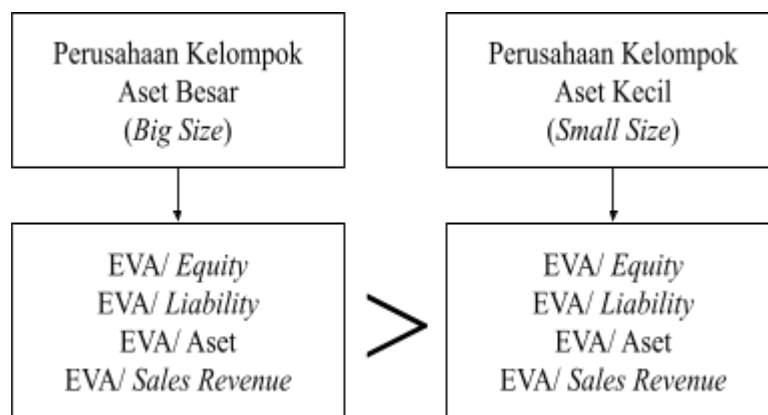 Perusahaan Kelompok
Aset Besar
(Big Size)
Perusahaan Kelompok
Aset Kecil
(Small Size)
EVA/ Equity
EVA/ Liability
EVA/ Aset
EVA/ Sales Revenue
>
EVA/ Equity
EVA/ Liability
EVA/ Aset
EVA/ Sales Revenue